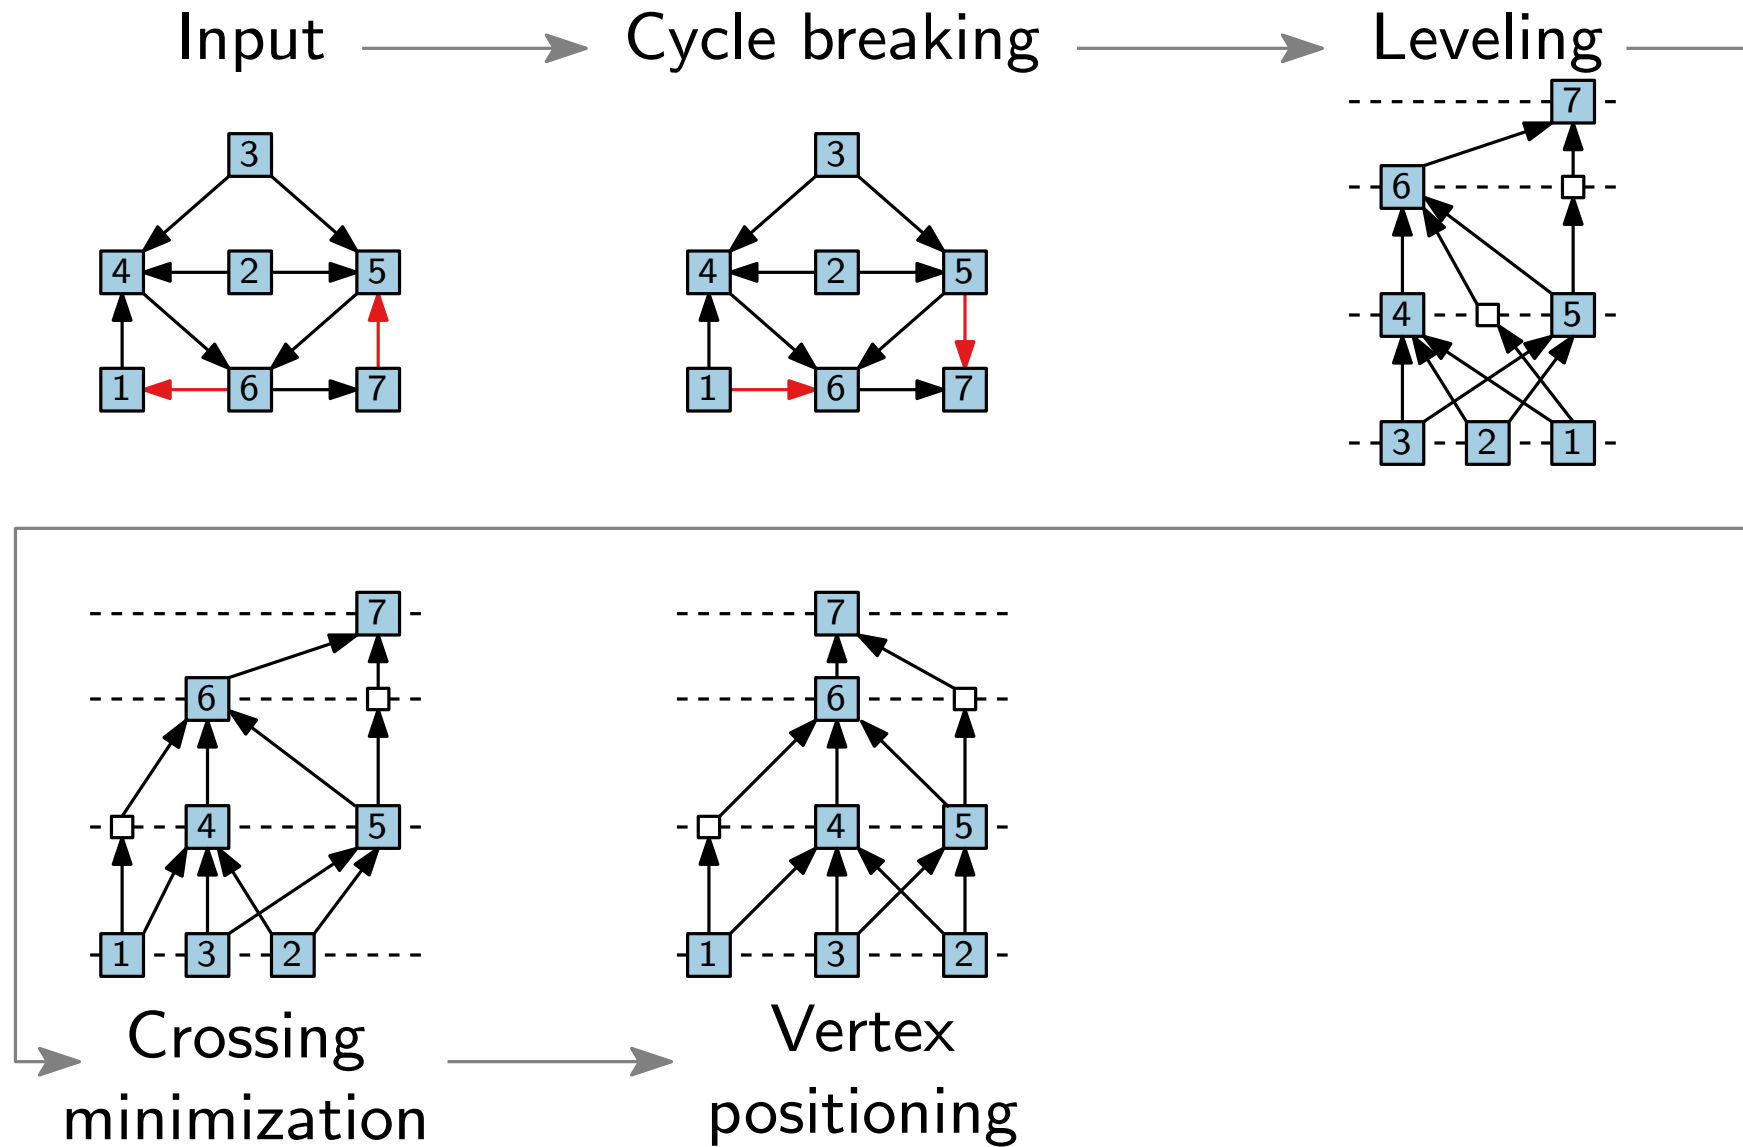 Input Cycle breaking Leveling
7
3 3
6
4 2 5 4 2 5
4 5
1 6 7 1 6 7
3 2 1
7 7
6 6
4 5 4 5
1 3 2 1 3 2
Crossing Vertex
minimization positioning